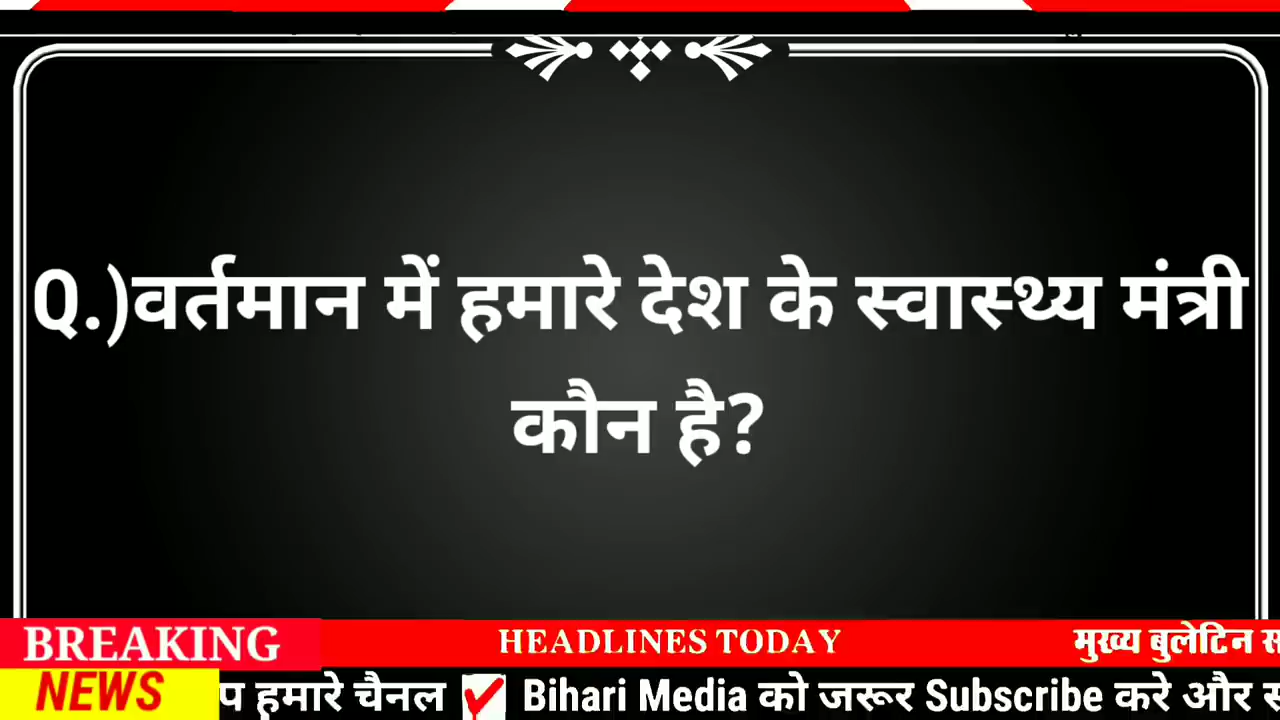 Q.)वर्तमान में हमारे देश के स्वास्थ्य मंत्री
कौन है?
BREAKING
NEWS
HEADLINES TODAY
मुख्य बुलेटिन
हमारे चैनल ✔ Bihari Media को जरूर Subscribe करे और